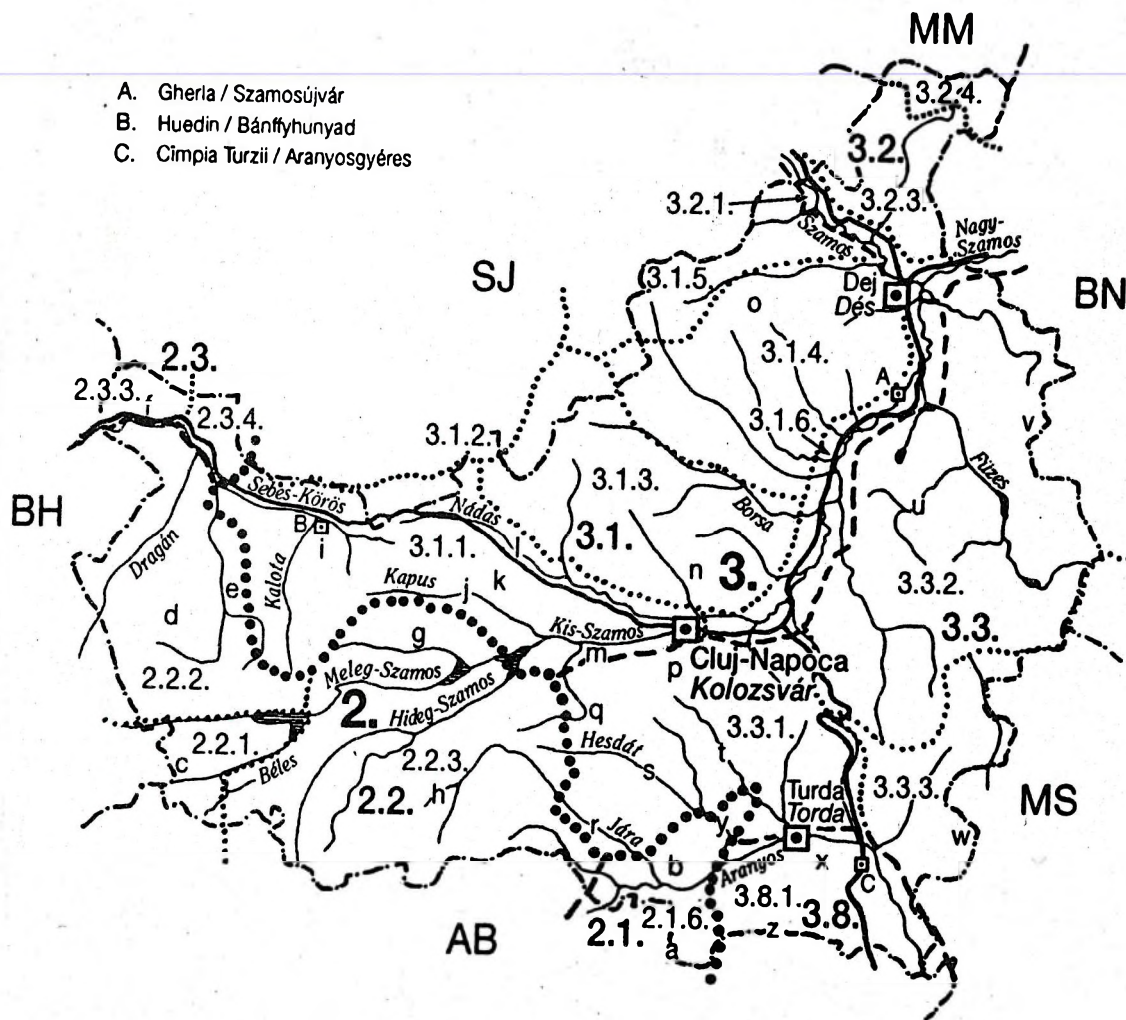 MM
A. Gherla / Szamosújvár
B. Huedin / Bánffyhunyad
C. Cîmpia Turzii / Aranyosgyéres
3.2.4.
3.2.
3.2.1.
3.2.3.
Szamos
Nagy-
Szamos
SJ
3.1.5.
Dej
Dés
BN
o
3.1.4.
2.3.
A
2.3.3.
2.3.4.
3.1.6.
v
3.1.2.
Füzes
Sebes-Körös
3.1.3.
Nádas
Borsa
u
BH
B
i
3.1.1.
l
3.1.
Dragán
n
3.
e
Kalota
Kapus
j
k
3.3.2.
d
g
Kis-Szamos
m
3.3.
Cluj-Napoca
Kolozsvár
p
2.2.2.
Meleg-Szamos
2.
Hideg-Szamos
q
2.2.1.
3.3.1.
c
Béles
2.2.3.
Hesdát
s
t
h
2.2.
Turda
Torda
3.3.3.
MS
r
Jára
y
w
b
Aranyos
x
C
3.8.1.
3.8.
AB
2.1.
2.1.6.
a
z